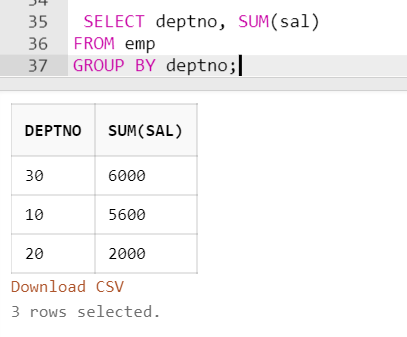 34
35 SELECT deptno, SUM(sal)
36 FROM emp
37 GROUP BY deptno;
DEPTNO SUM(SAL)
30 6000
10 5600
20 2000
Download CSV
3 rows selected.